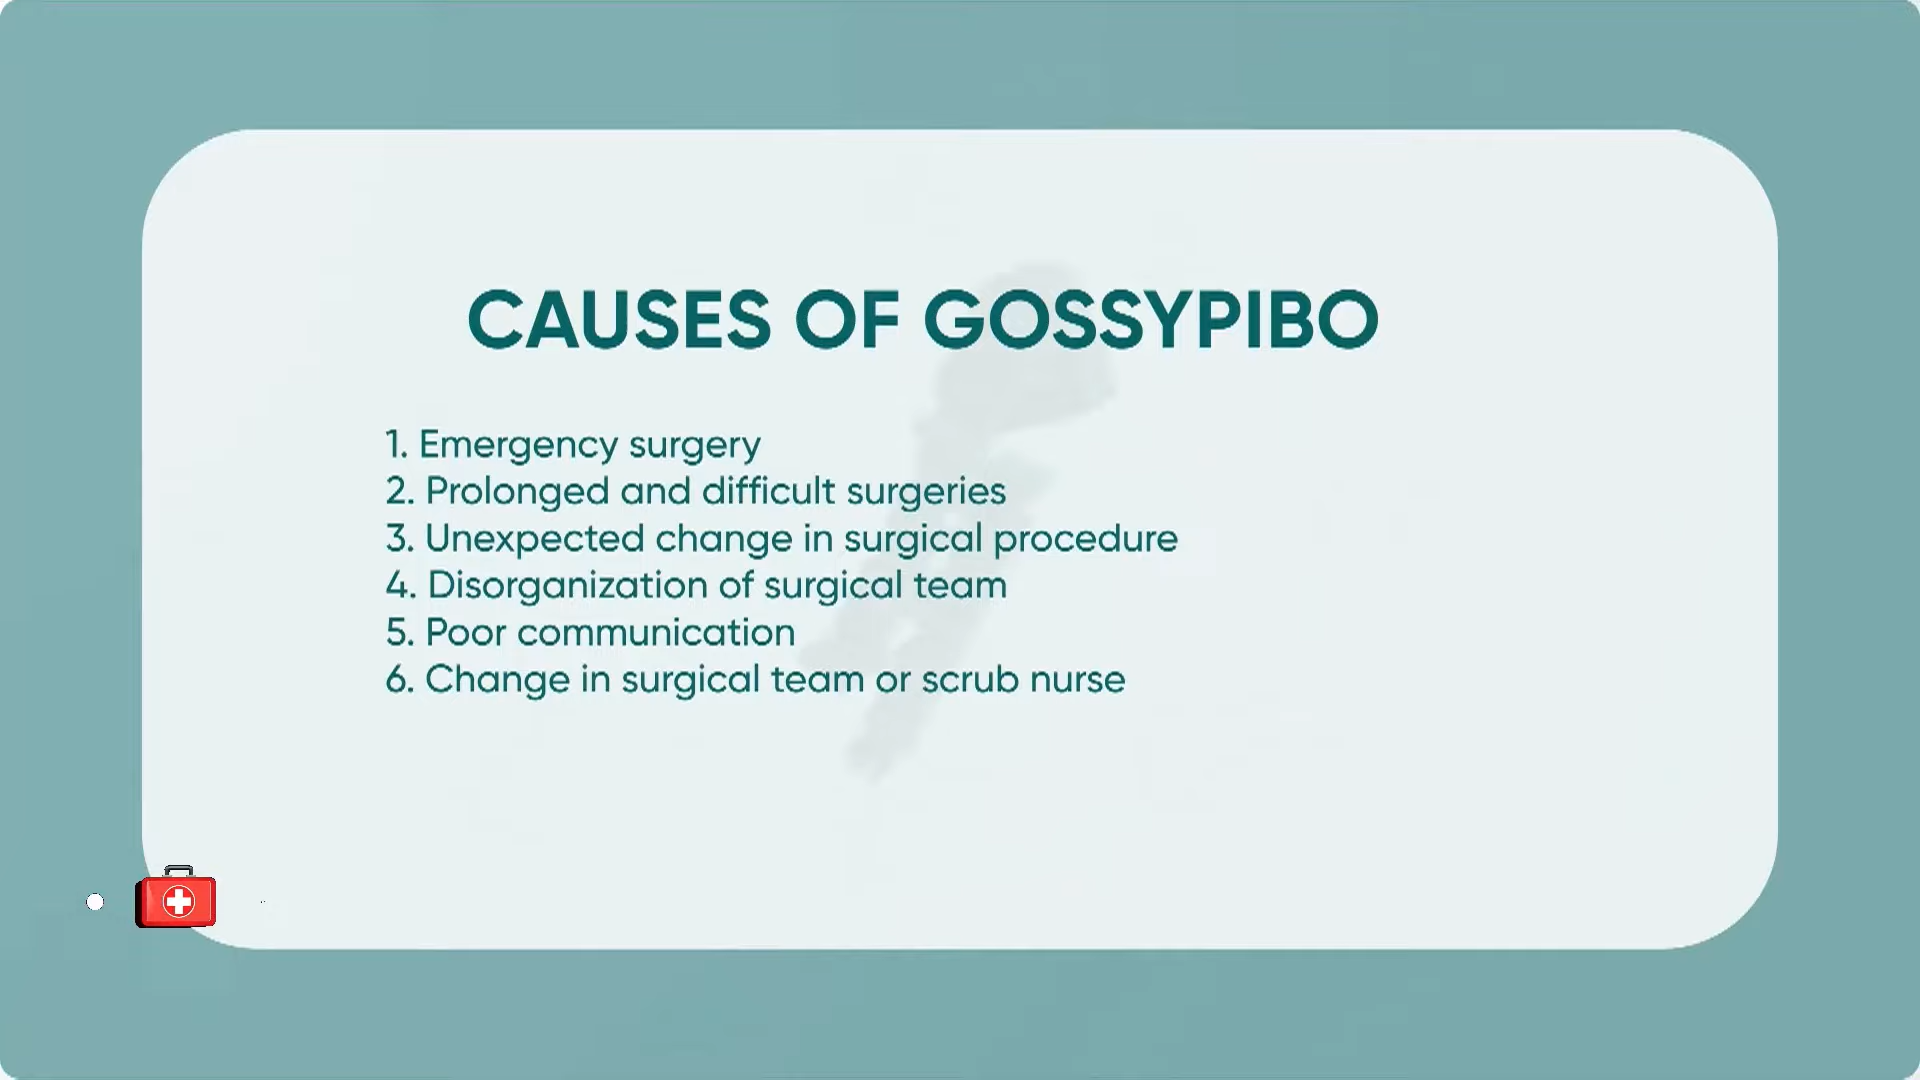 CAUSES OF GOSSYPIBO
1. Emergency surgery
2. Prolonged and difficult surgeries
3. Unexpected change in surgical procedure
4. Disorganization of surgical team
5. Poor communication
6. Change in surgical team or scrub nurse